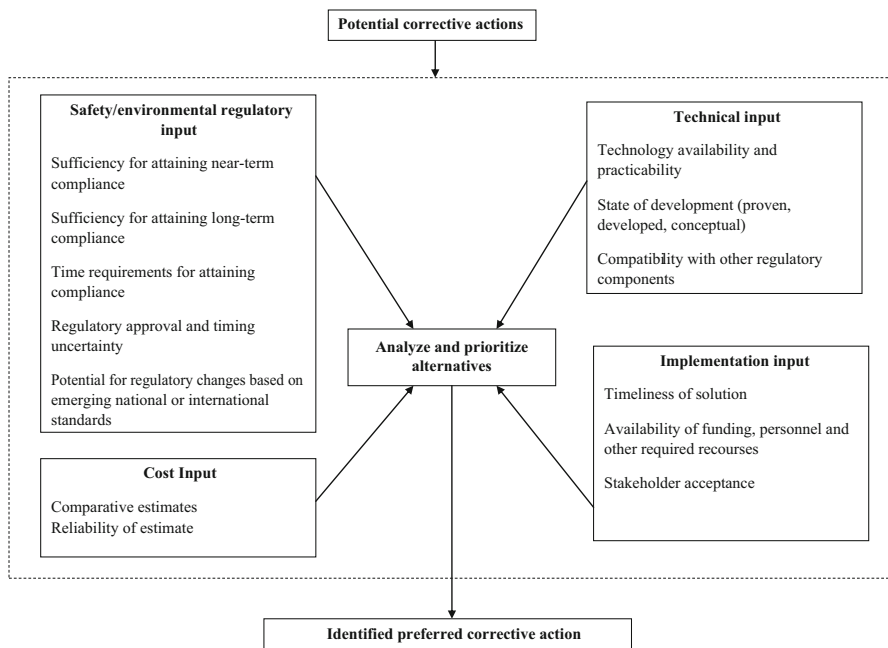 Potential corrective actions
Safety/environmental regulatory
input
Sufficiency for attaining near-term
compliance
Sufficiency for attaining long-term
compliance
Time requirements for attaining
compliance
Regulatory approval and timing
uncertainty
Potential for regulatory changes based on
emerging national or international
standards
Technical input
Technology availability and
practicability
State of development (proven,
developed, conceptual)
Compatibility with other regulatory
components
Analyze and prioritize
alternatives
Cost Input
Comparative estimates
Reliability of estimate
Implementation input
Timeliness of solution
Availability of funding, personnel and
other required recourses
Stakeholder acceptance
Identified preferred corrective action